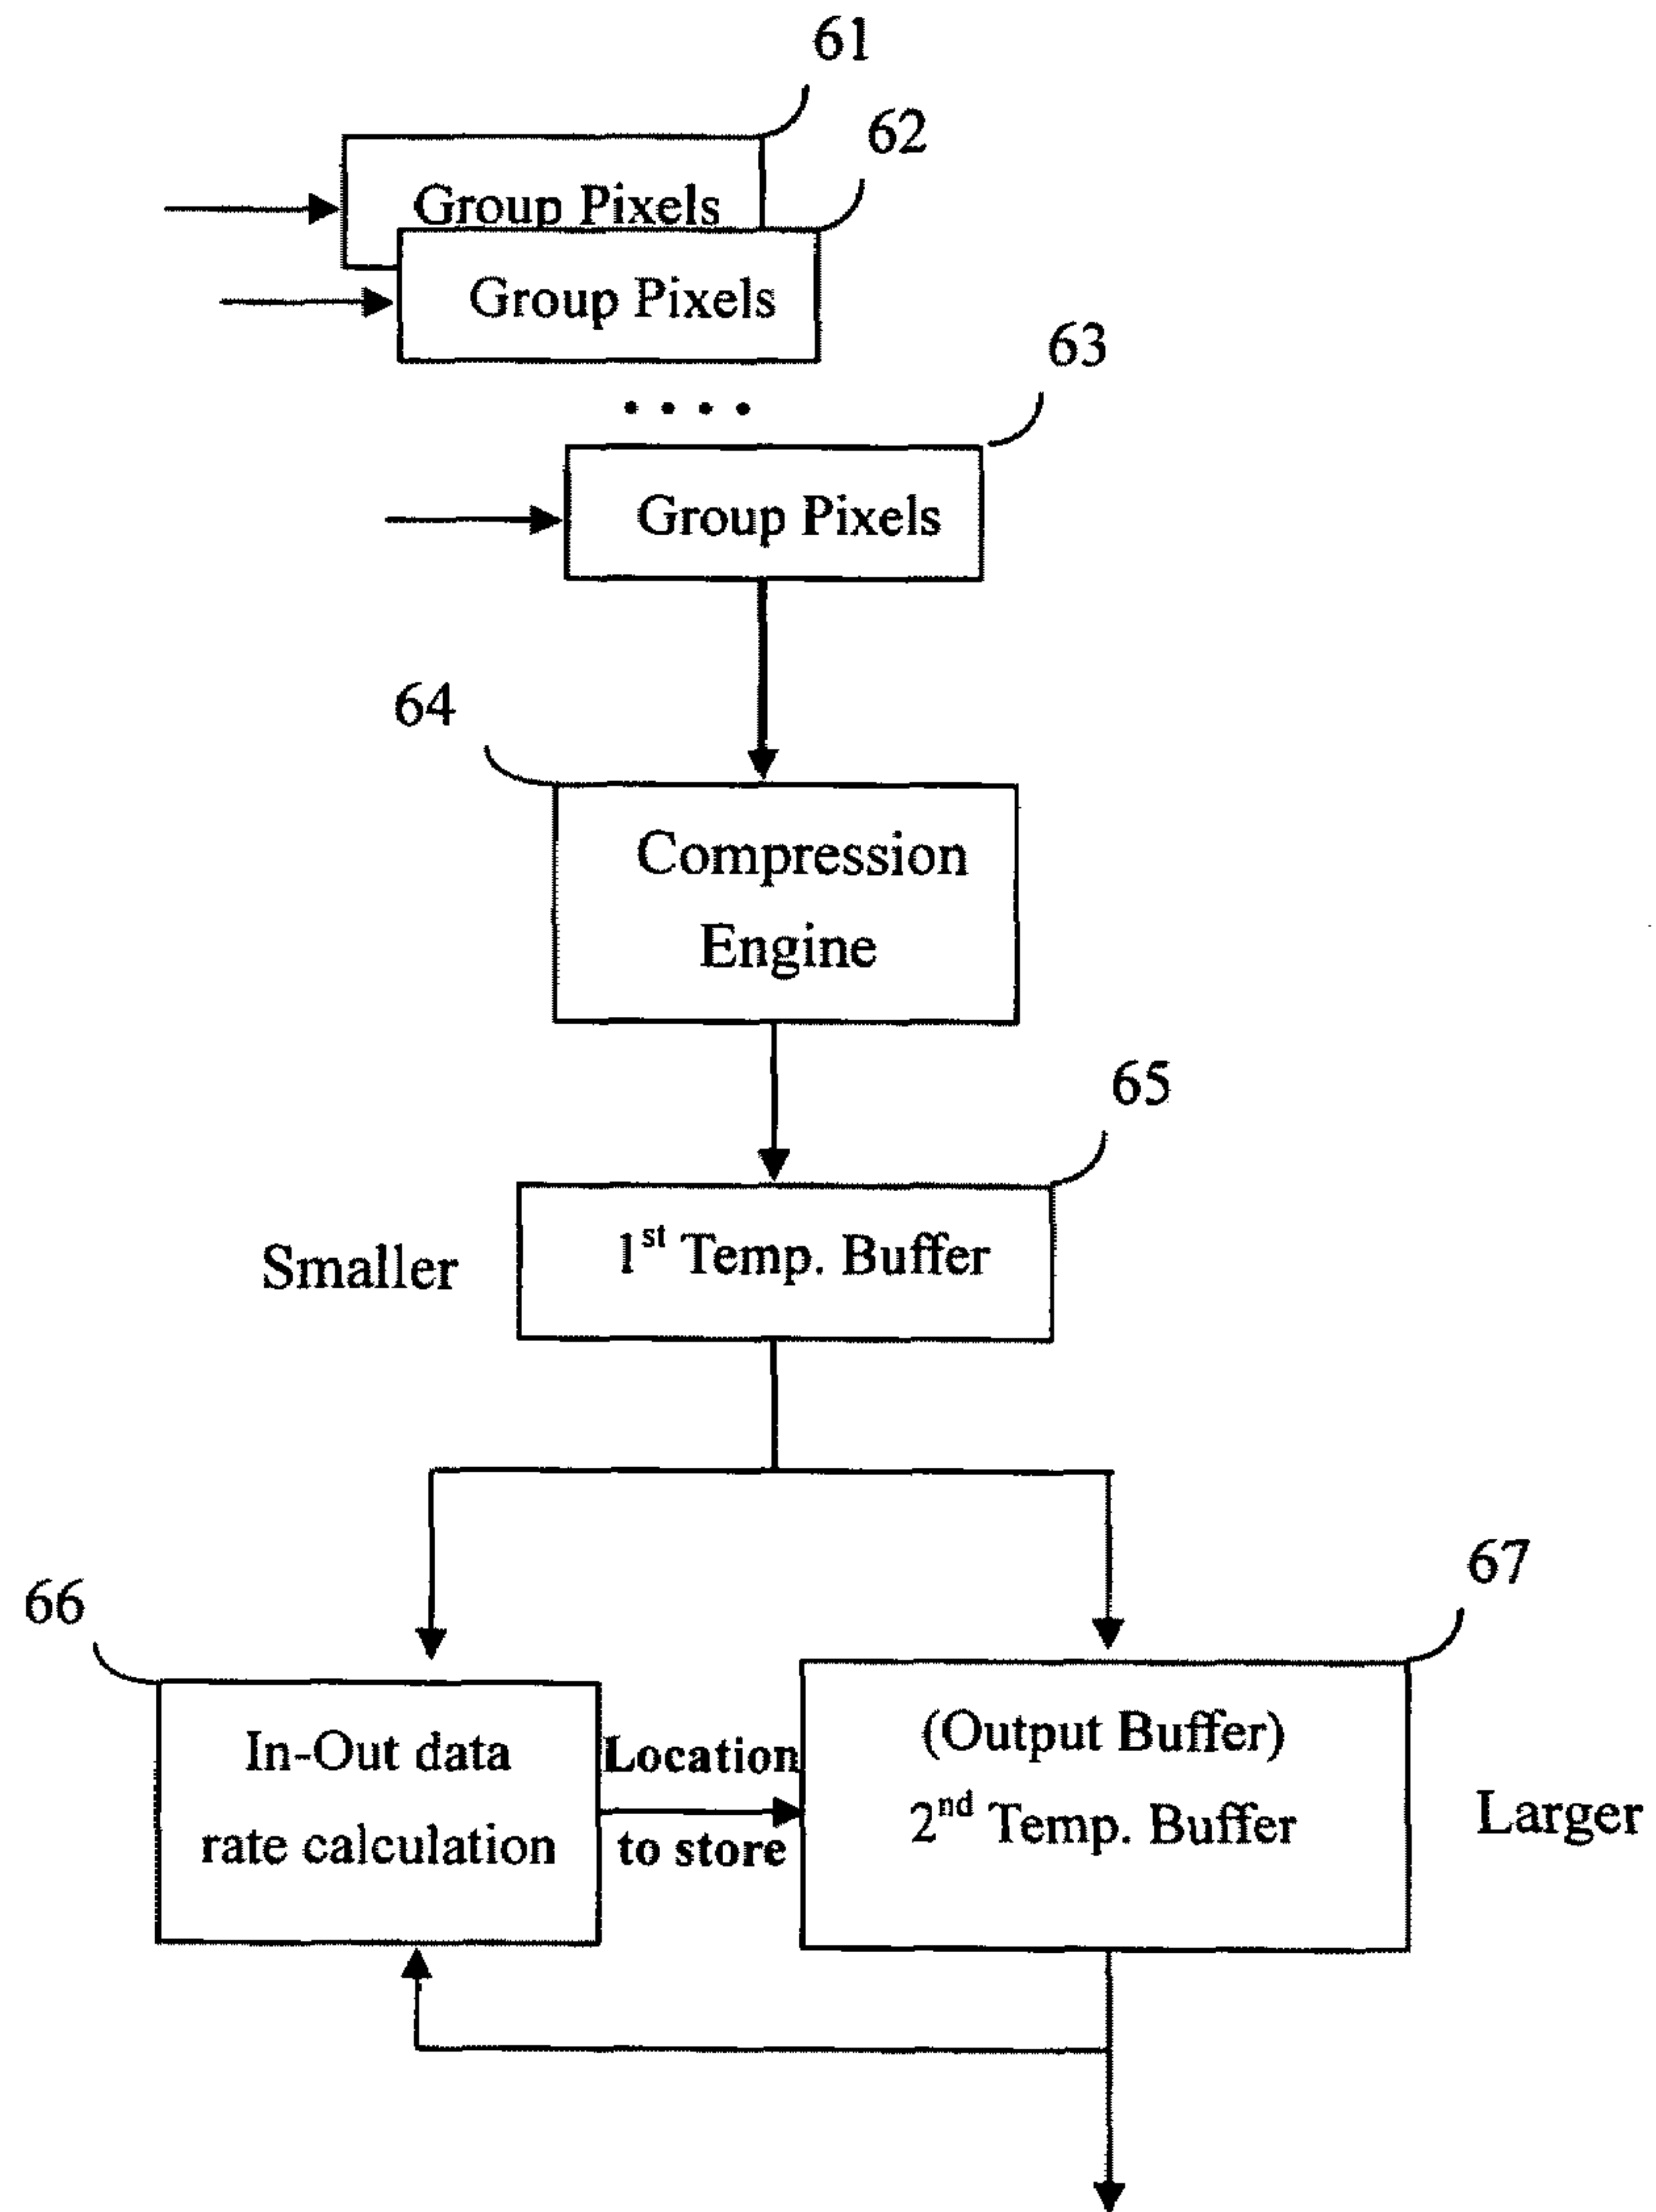 61
62
Group Pixels
Group Pixels
63
. . . .
Group Pixels
64
Compression
Engine
65
Smaller
1st Temp. Buffer
66
67
In-Out data
rate calculation
Location
to store
(Output Buffer)
2nd Temp. Buffer
Larger